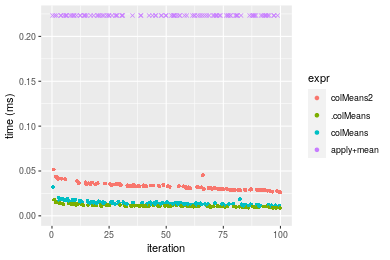 0.20
0.15
0.10
0.05
0.00
time (ms)
0
25
50
75
100
iteration
expr
colMeans2
.colMeans
colMeans
apply+mean